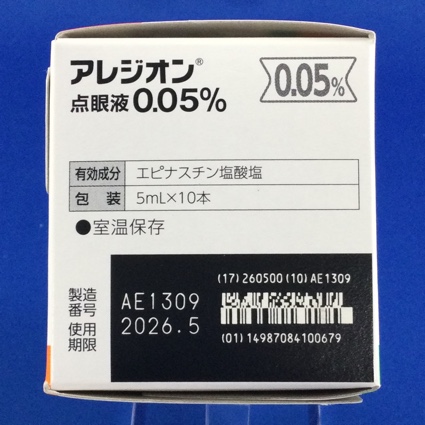 アレジオン®
点眼液0.05%
0.05%
有効成分 エピナスチン塩酸塩
包装 5mL×10本
●室温保存
(17)260500(10)AE1309
製造番号 AE1309
使用期限 2026.5
(01)14987084100679